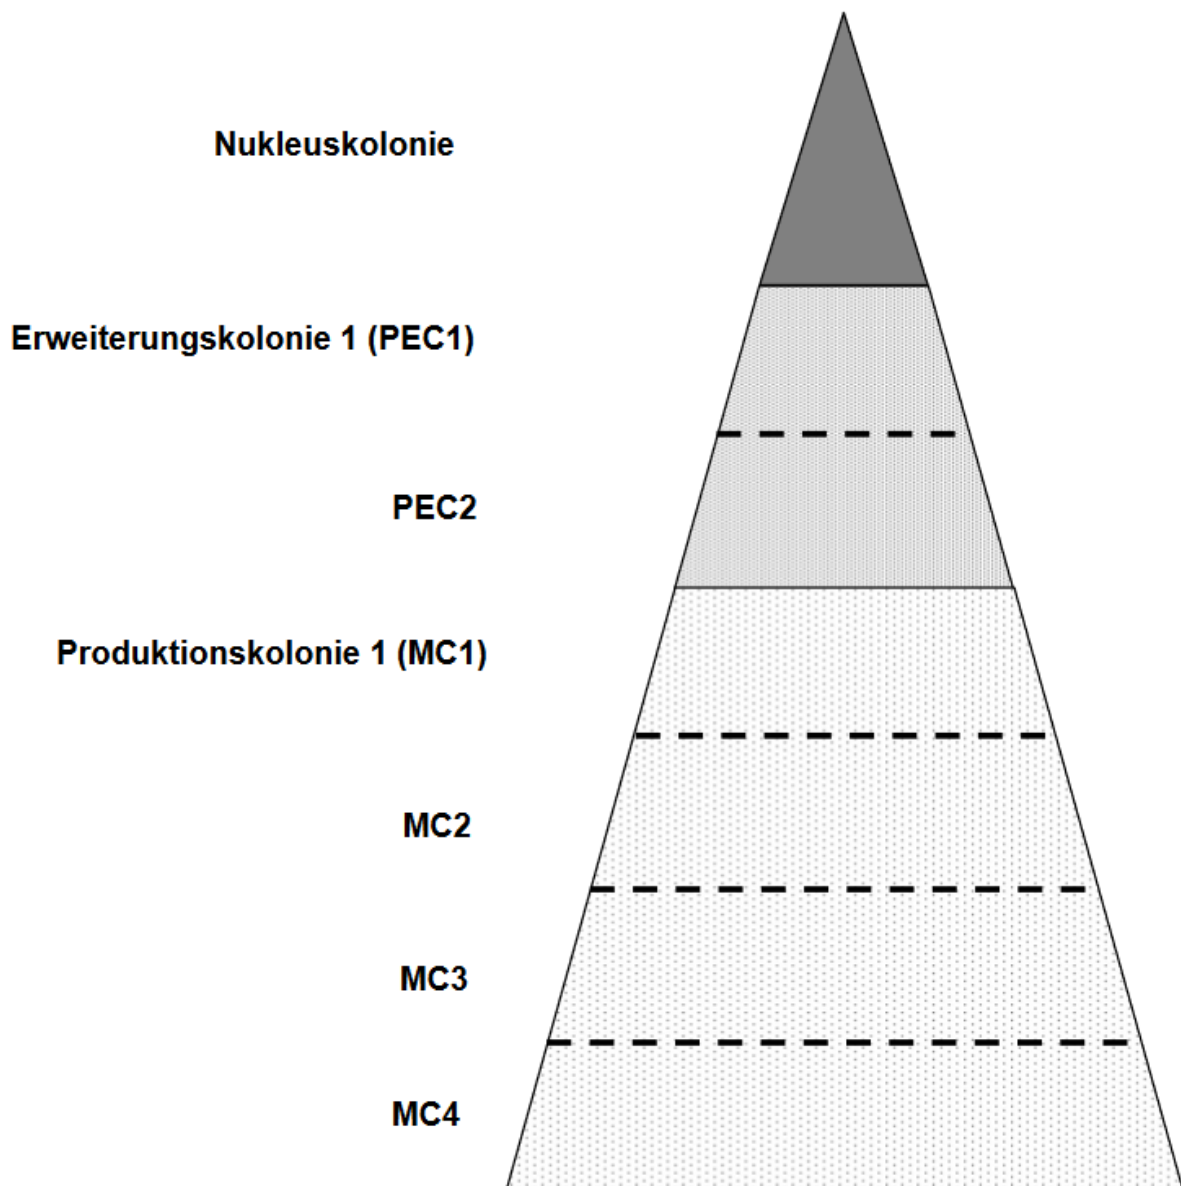 Nukleuskolonie
Erweiterungskolonie 1 (PEC1)
PEC2
Produktionskolonie 1 (MC1)
MC2
MC3
MC4